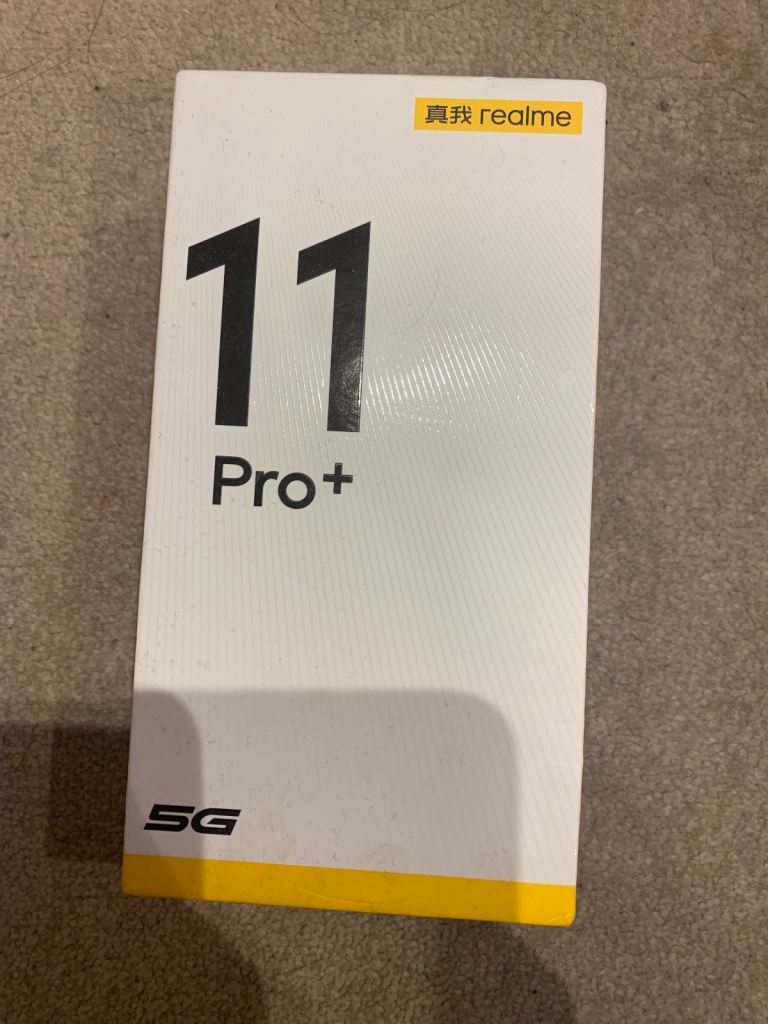 真我 realme
11
Pro+
5G